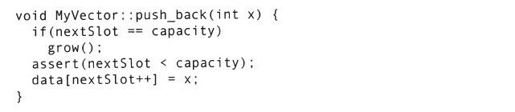 void MyVector::push_back(int x) {
  if(nextSlot == capacity)
    grow();
  assert(nextSlot < capacity);
  data[nextSlot++] = x;
}